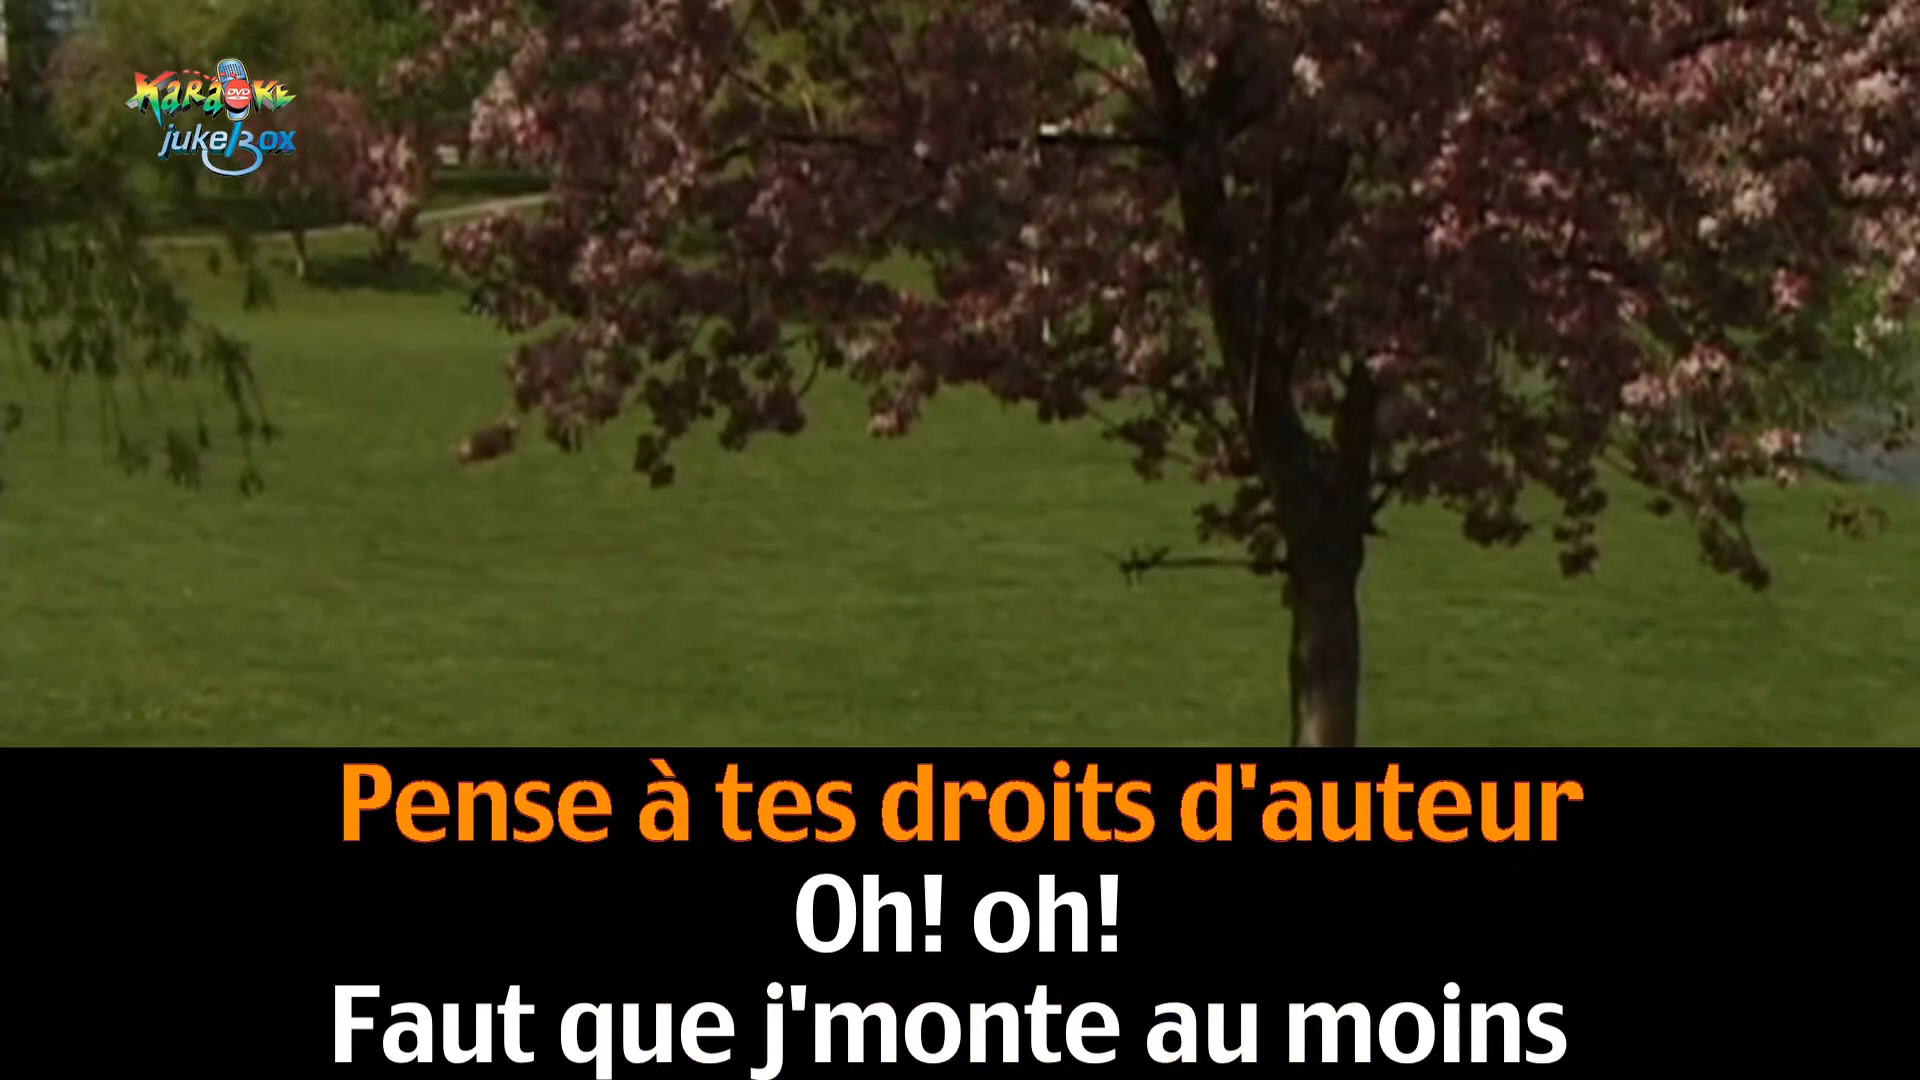 KaraOKE
DVD
jukeBox
Pense à tes droits d'auteur
Oh! oh!
Faut que j'monte au moins